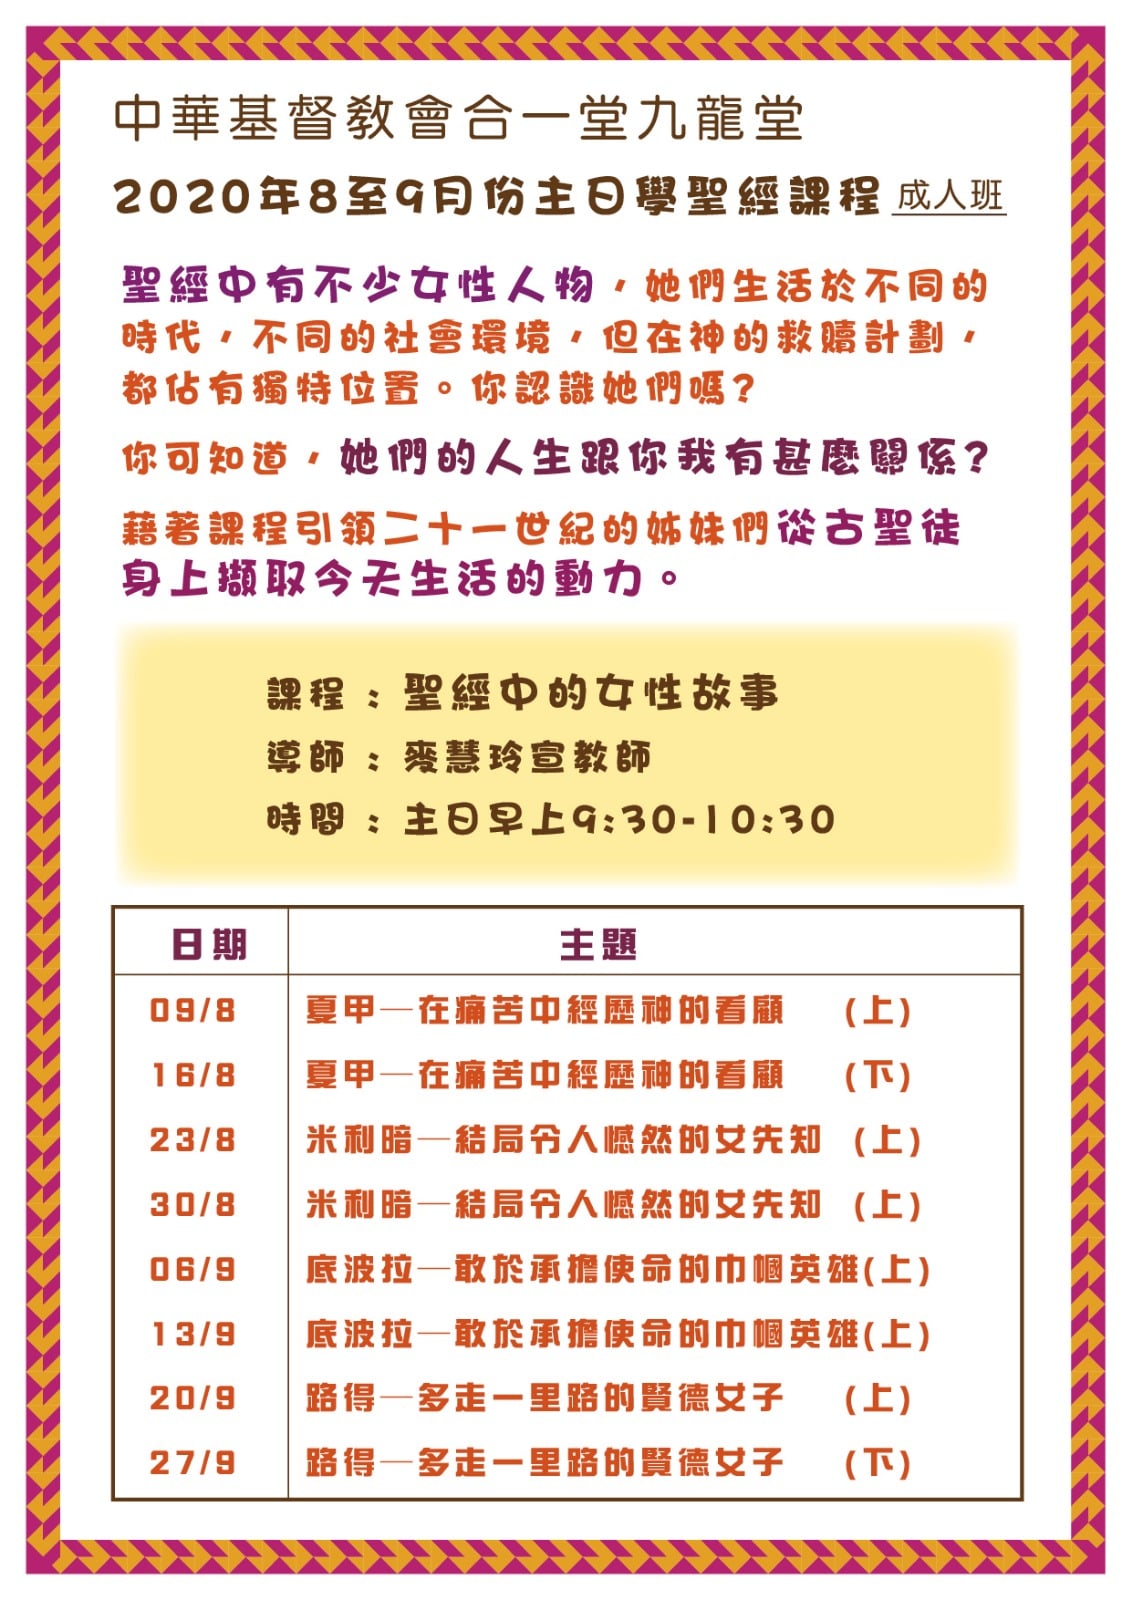 中華基督教會合一堂九龍堂
2020年8至9月份主日學聖經課程 成人班
聖經中有不少女性人物，她們生活於不同的
時代，不同的社會環境，但在神的救贖計劃，
都佔有獨特位置。你認識她們嗎?
你可知道，她們的人生跟你我有甚麼關係?
藉著課程引領二十一世紀的姊妹們從古聖徒
身上擷取今天生活的動力。
課程：聖經中的女性故事
導師：麥慧玲宣教師
時間：主日早上9:30-10:30
日期 主題
09/8 夏甲—在痛苦中經歷神的看顧 (上)
16/8 夏甲—在痛苦中經歷神的看顧 (下)
23/8 米利暗—結局令人憾然的女先知 (上)
30/8 米利暗—結局令人憾然的女先知 (上)
06/9 底波拉—敢於承擔使命的巾幗英雄(上)
13/9 底波拉—敢於承擔使命的巾幗英雄(上)
20/9 路得—多走一里路的賢德女子 (上)
27/9 路得—多走一里路的賢德女子 (下)